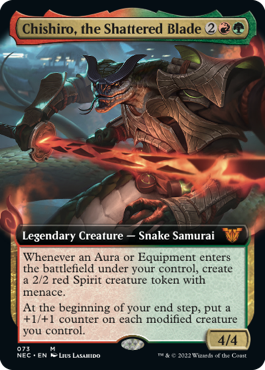 Chishiro, the Shattered Blade 2
Legendary Creature — Snake Samurai
Whenever an Aura or Equipment enters
the battlefield under your control, create
a 2/2 red Spirit creature token with
menace.
At the beginning of your end step, put a
+1/+1 counter on each modified creature
you control.
4/4
073 M
NEC • EN Lius Lasahido
™ & © 2022 Wizards of the Coast